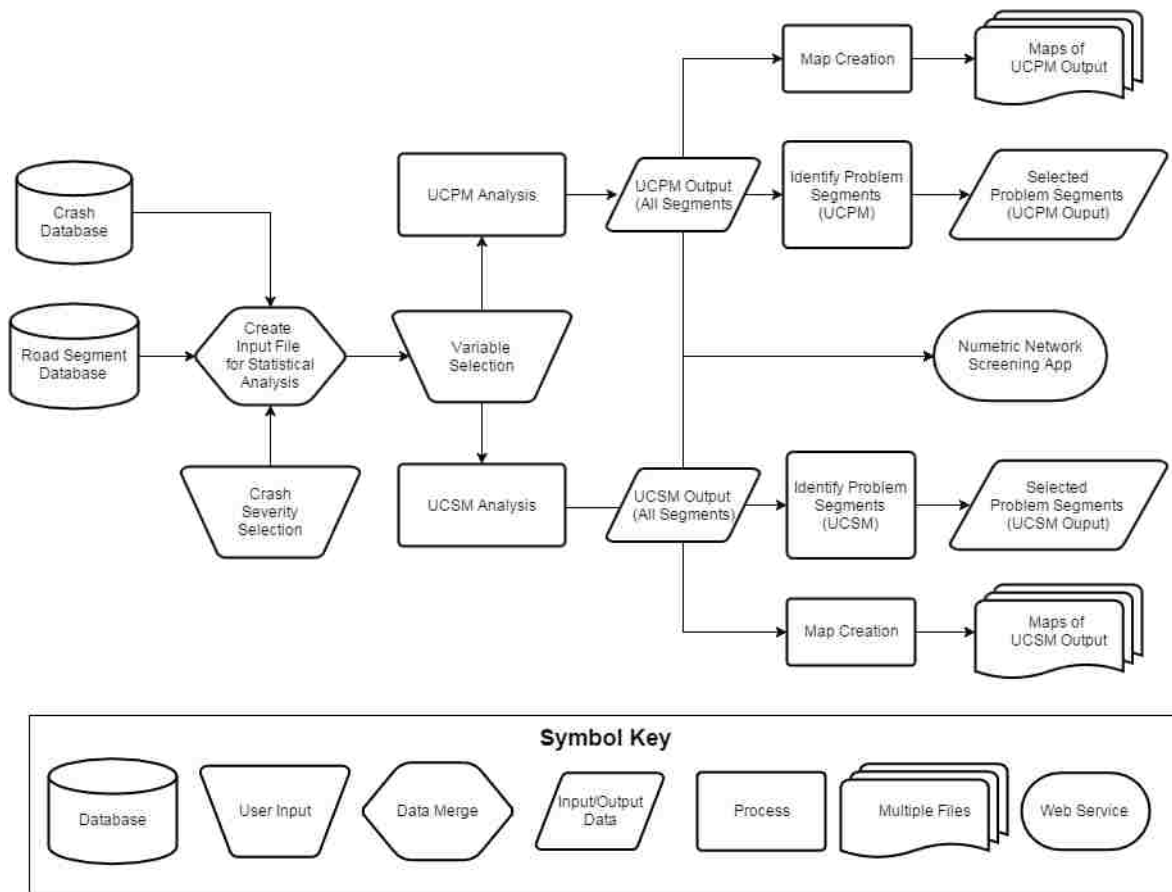 Map Creation
Maps of
UCPM Output
Crash
Database
UCPM Analysis
UCPM Output
(All Segments
Identify Problem
Segments
(UCPM)
Selected
Problem Segments
(UCPM Ouput)
Road Segment
Database
Create
Input File
for Statistical
Analysis
Variable
Selection
Numetric Network
Screening App
Crash
Severity
Selection
UCSM Analysis
UCSM Output
(All Segments)
Identify Problem
Segments
(UCSM)
Selected
Problem Segments
(UCSM Ouput)
Map Creation
Maps of
UCSM Output
Symbol Key
Database
User Input
Data Merge
Input/Output
Data
Process
Multiple Files
Web Service